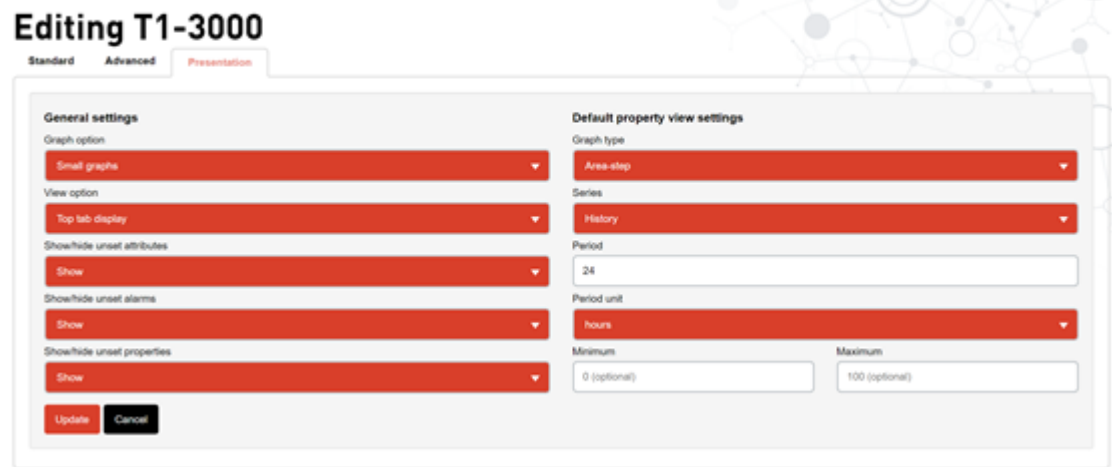 Editing T1-3000
Standard Advanced Presentation
General settings
Graph option
Small graphs
View option
Top tab display
Show/hide unset attributes
Show
Show/hide unset alarms
Show
Show/hide unset properties
Show
Update Cancel
Default property view settings
Graph type
Area-step
Series
History
Period
24
Period unit
hours
Minimum Maximum
0 (optional) 100 (optional)